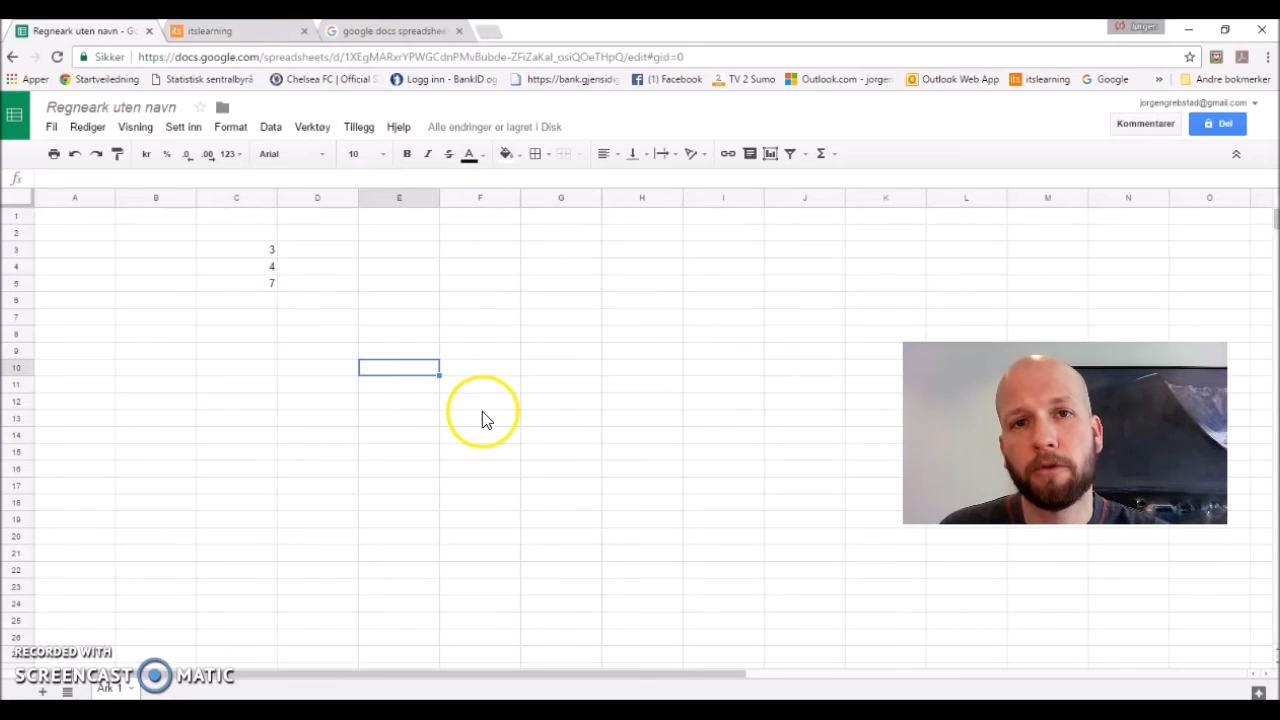 Regneark uten navn - Go
itslearning
google docs spreadshee
Jørgen
Sikker
https://docs.google.com/spreadsheets/d/1XEgMARxrYPWGCdnPMvBubde-ZFiZaKal_osiQOeTHpQ/edit#gid=0
Apper
Startveiledning
Statistisk sentralbyrå
Chelsea FC | Official S
Logg inn - BankID og
https://bank.gjensidig
(1) Facebook
TV 2 Sumo
Outlook.com - jorgen
Outlook Web App
itslearning
Google
»
Andre bokmerker
Regneark uten navn
jorgengrebstad@gmail.com
Fil Rediger Visning Sett inn Format Data Verktøy Tillegg Hjelp Alle endringer er lagret i Disk
Kommentarer
Del
kr % .0 .00 123 Arial 10 B I S A Σ
fx
A B C D E F G H I J K L M N O
1
2
3 3
4 4
5 7
6
7
8
9
10
11
12
13
14
15
16
17
18
19
20
21
22
23
24
25
26
RECORDED WITH
SCREENCAST MATIC
+ Ark 1